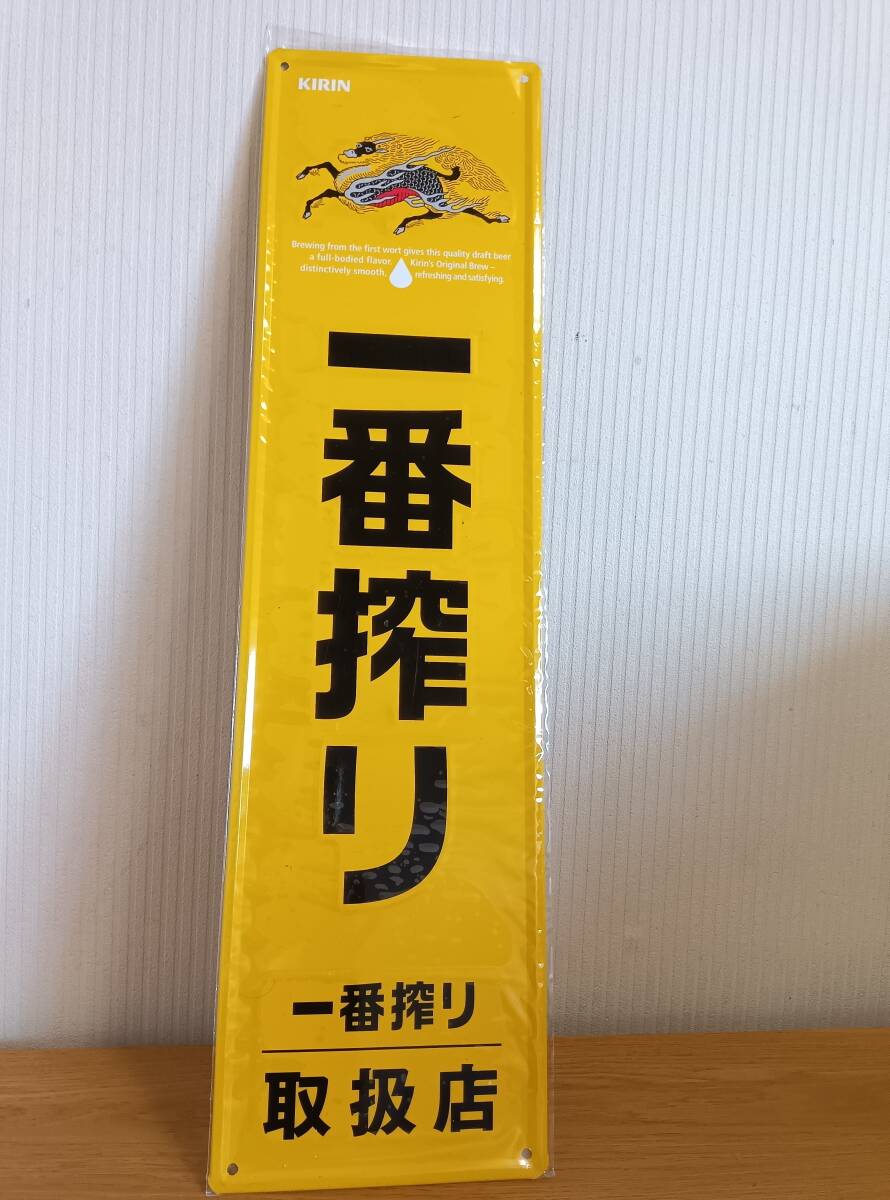 KIRIN
Brewing from the first wort gives this quality draft beer
a full-bodied flavor. Kirin's Original Brew –
distinctively smooth, refreshing and satisfying.
一番搾り
一番搾り
取扱店